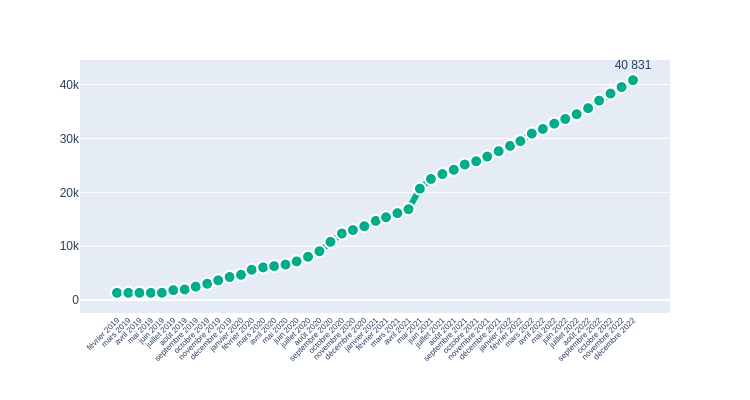 40 831
40k
30k
20k
10k
0
février 2019
mars 2019
avril 2019
mai 2019
juin 2019
juillet 2019
août 2019
septembre 2019
octobre 2019
novembre 2019
décembre 2019
janvier 2020
février 2020
mars 2020
avril 2020
mai 2020
juin 2020
juillet 2020
août 2020
septembre 2020
octobre 2020
novembre 2020
décembre 2020
janvier 2021
février 2021
mars 2021
avril 2021
mai 2021
juin 2021
juillet 2021
août 2021
septembre 2021
octobre 2021
novembre 2021
décembre 2021
janvier 2022
février 2022
mars 2022
avril 2022
mai 2022
juin 2022
juillet 2022
août 2022
septembre 2022
octobre 2022
novembre 2022
décembre 2022